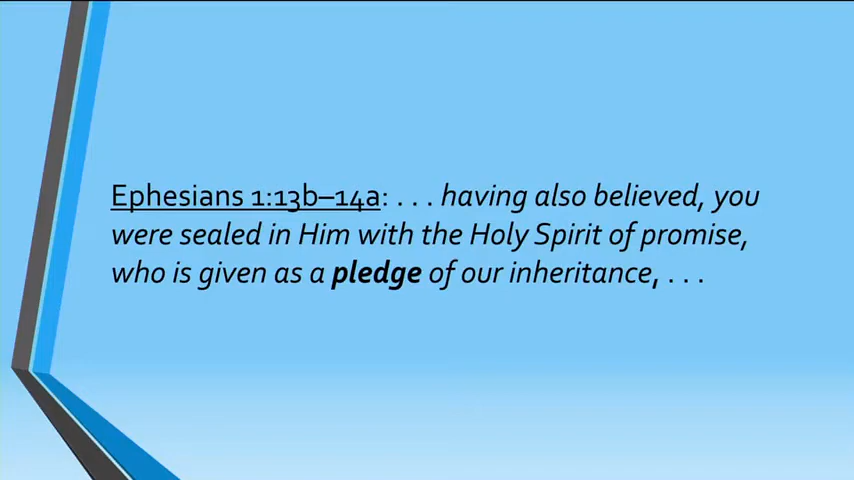 Ephesians 1:13b–14a: . . . having also believed, you
were sealed in Him with the Holy Spirit of promise,
who is given as a pledge of our inheritance, . . .